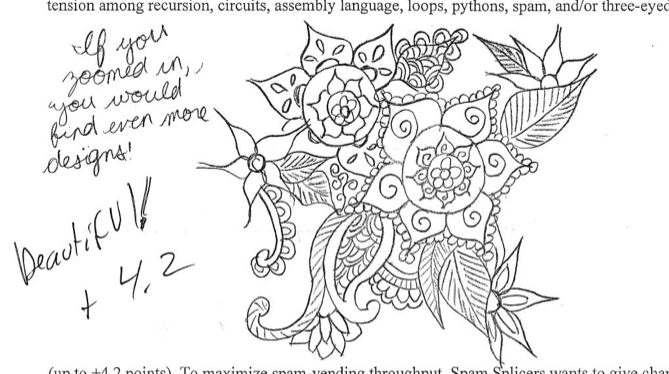 tension among recursion, circuits, assembly language, loops, pythons, spam, and/or three-eyed
If you
zoomed in,
you would
find even more
designs!
beautiful!!
+ 4.2
(up to +4.2 points). To maximize spam-vending throughput, Spam Splicers wants to give